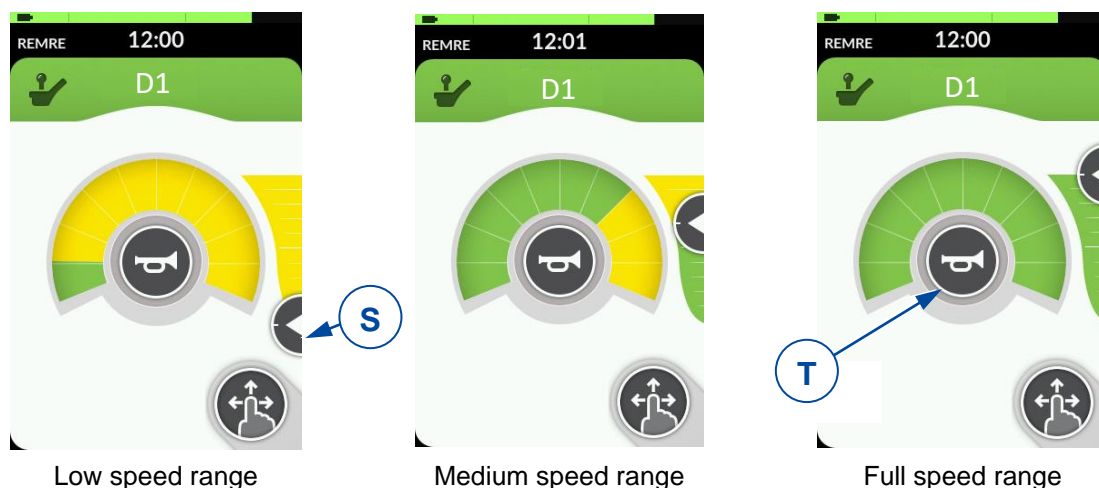 REMRE 12:00
D1
S
Low speed range
REMRE 12:01
D1
Medium speed range
REMRE 12:00
D1
T
Full speed range